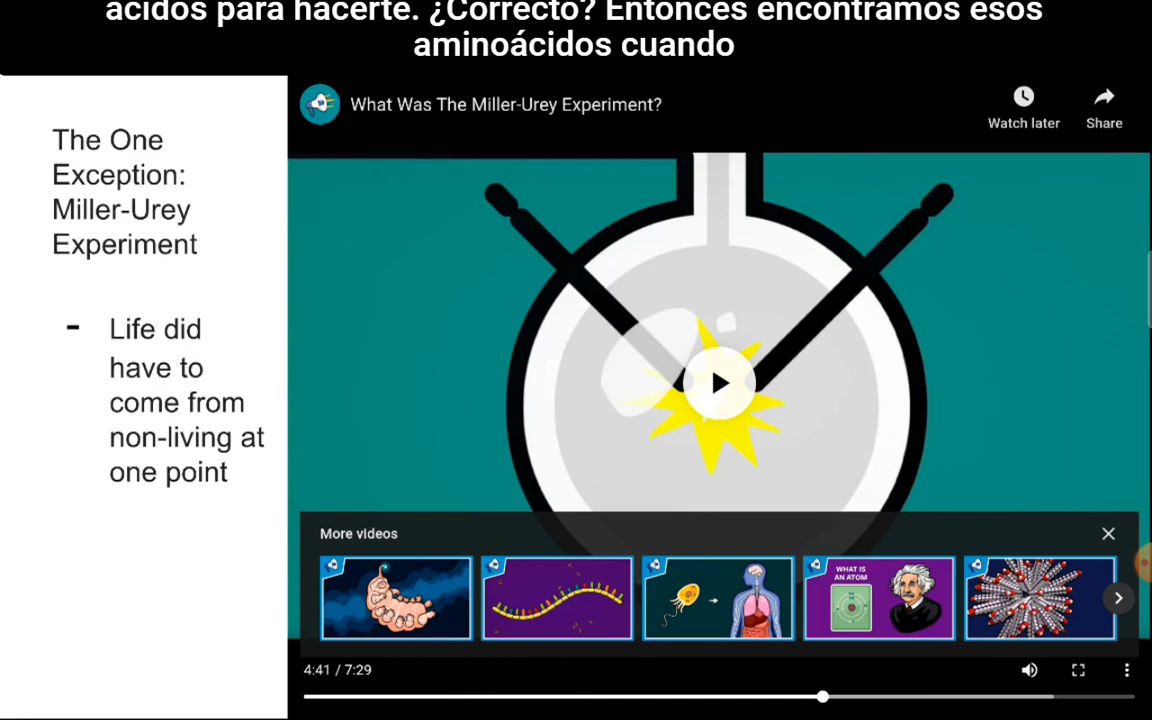 ácidos para hacerte. ¿Correcto? Entonces encontramos esos
aminoácidos cuando
The One
Exception:
Miller-Urey
Experiment
- Life did
have to
come from
non-living at
one point
What Was The Miller-Urey Experiment?
Watch later
Share
More videos
WHAT IS
AN ATOM
4:41 / 7:29